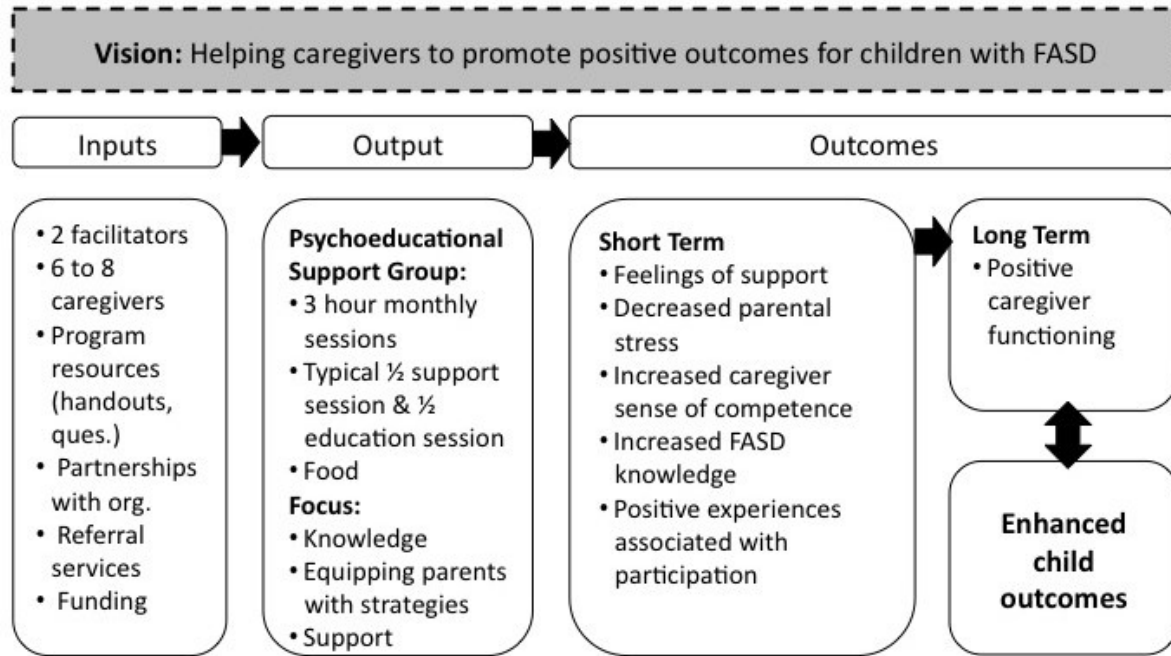 Vision: Helping caregivers to promote positive outcomes for children with FASD
Inputs
Output
Outcomes
• 2 facilitators
• 6 to 8
caregivers
• Program
resources
(handouts,
ques.)
• Partnerships
with org.
• Referral
services
• Funding
Psychoeducational
Support Group:
• 3 hour monthly
sessions
• Typical ½ support
session & ½
education session
• Food
Focus:
• Knowledge
• Equipping parents
with strategies
• Support
Short Term
• Feelings of support
• Decreased parental
stress
• Increased caregiver
sense of competence
• Increased FASD
knowledge
• Positive experiences
associated with
participation
Long Term
• Positive
caregiver
functioning
Enhanced
child
outcomes